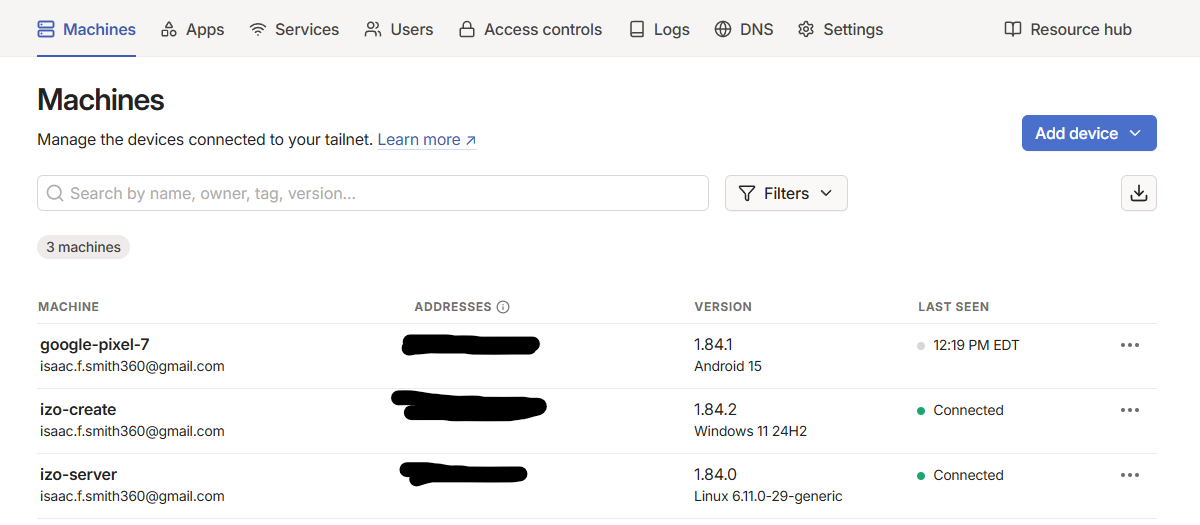 Machines Apps Services Users Access controls Logs DNS Settings Resource hub
Machines
Manage the devices connected to your tailnet. Learn more ↗
Add device
Search by name, owner, tag, version...
Filters
3 machines
MACHINE ADDRESSES VERSION LAST SEEN
google-pixel-7 1.84.1 12:19 PM EDT
isaac.f.smith360@gmail.com Android 15
izo-create 1.84.2 Connected
isaac.f.smith360@gmail.com Windows 11 24H2
izo-server 1.84.0 Connected
isaac.f.smith360@gmail.com Linux 6.11.0-29-generic